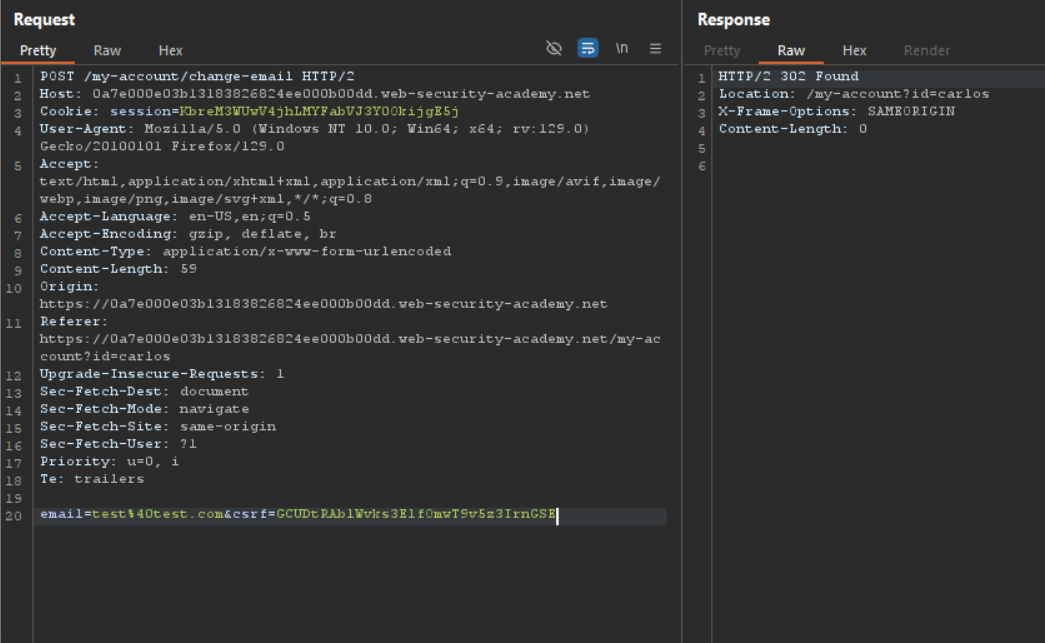 Request
Pretty Raw Hex \n
1 POST /my-account/change-email HTTP/2
2 Host: 0a7e000e03b13183826824ee000b00dd.web-security-academy.net
3 Cookie: session=KbreM3WUwV4jhLMYFabVJ3YO0kijgE5j
4 User-Agent: Mozilla/5.0 (Windows NT 10.0; Win64; x64; rv:129.0)
Gecko/20100101 Firefox/129.0
5 Accept:
text/html,application/xhtml+xml,application/xml;q=0.9,image/avif,image/
webp,image/png,image/svg+xml,*/*;q=0.8
6 Accept-Language: en-US,en;q=0.5
7 Accept-Encoding: gzip, deflate, br
8 Content-Type: application/x-www-form-urlencoded
9 Content-Length: 59
10 Origin:
https://0a7e000e03b13183826824ee000b00dd.web-security-academy.net
11 Referer:
https://0a7e000e03b13183826824ee000b00dd.web-security-academy.net/my-ac
count?id=carlos
12 Upgrade-Insecure-Requests: 1
13 Sec-Fetch-Dest: document
14 Sec-Fetch-Mode: navigate
15 Sec-Fetch-Site: same-origin
16 Sec-Fetch-User: ?1
17 Priority: u=0, i
18 Te: trailers
19
20 email=test%40test.com&csrf=GCUDtRAblWvks3Elf0mwT9v5z3IrnGSE
Response
Pretty Raw Hex Render
1 HTTP/2 302 Found
2 Location: /my-account?id=carlos
3 X-Frame-Options: SAMEORIGIN
4 Content-Length: 0
5
6